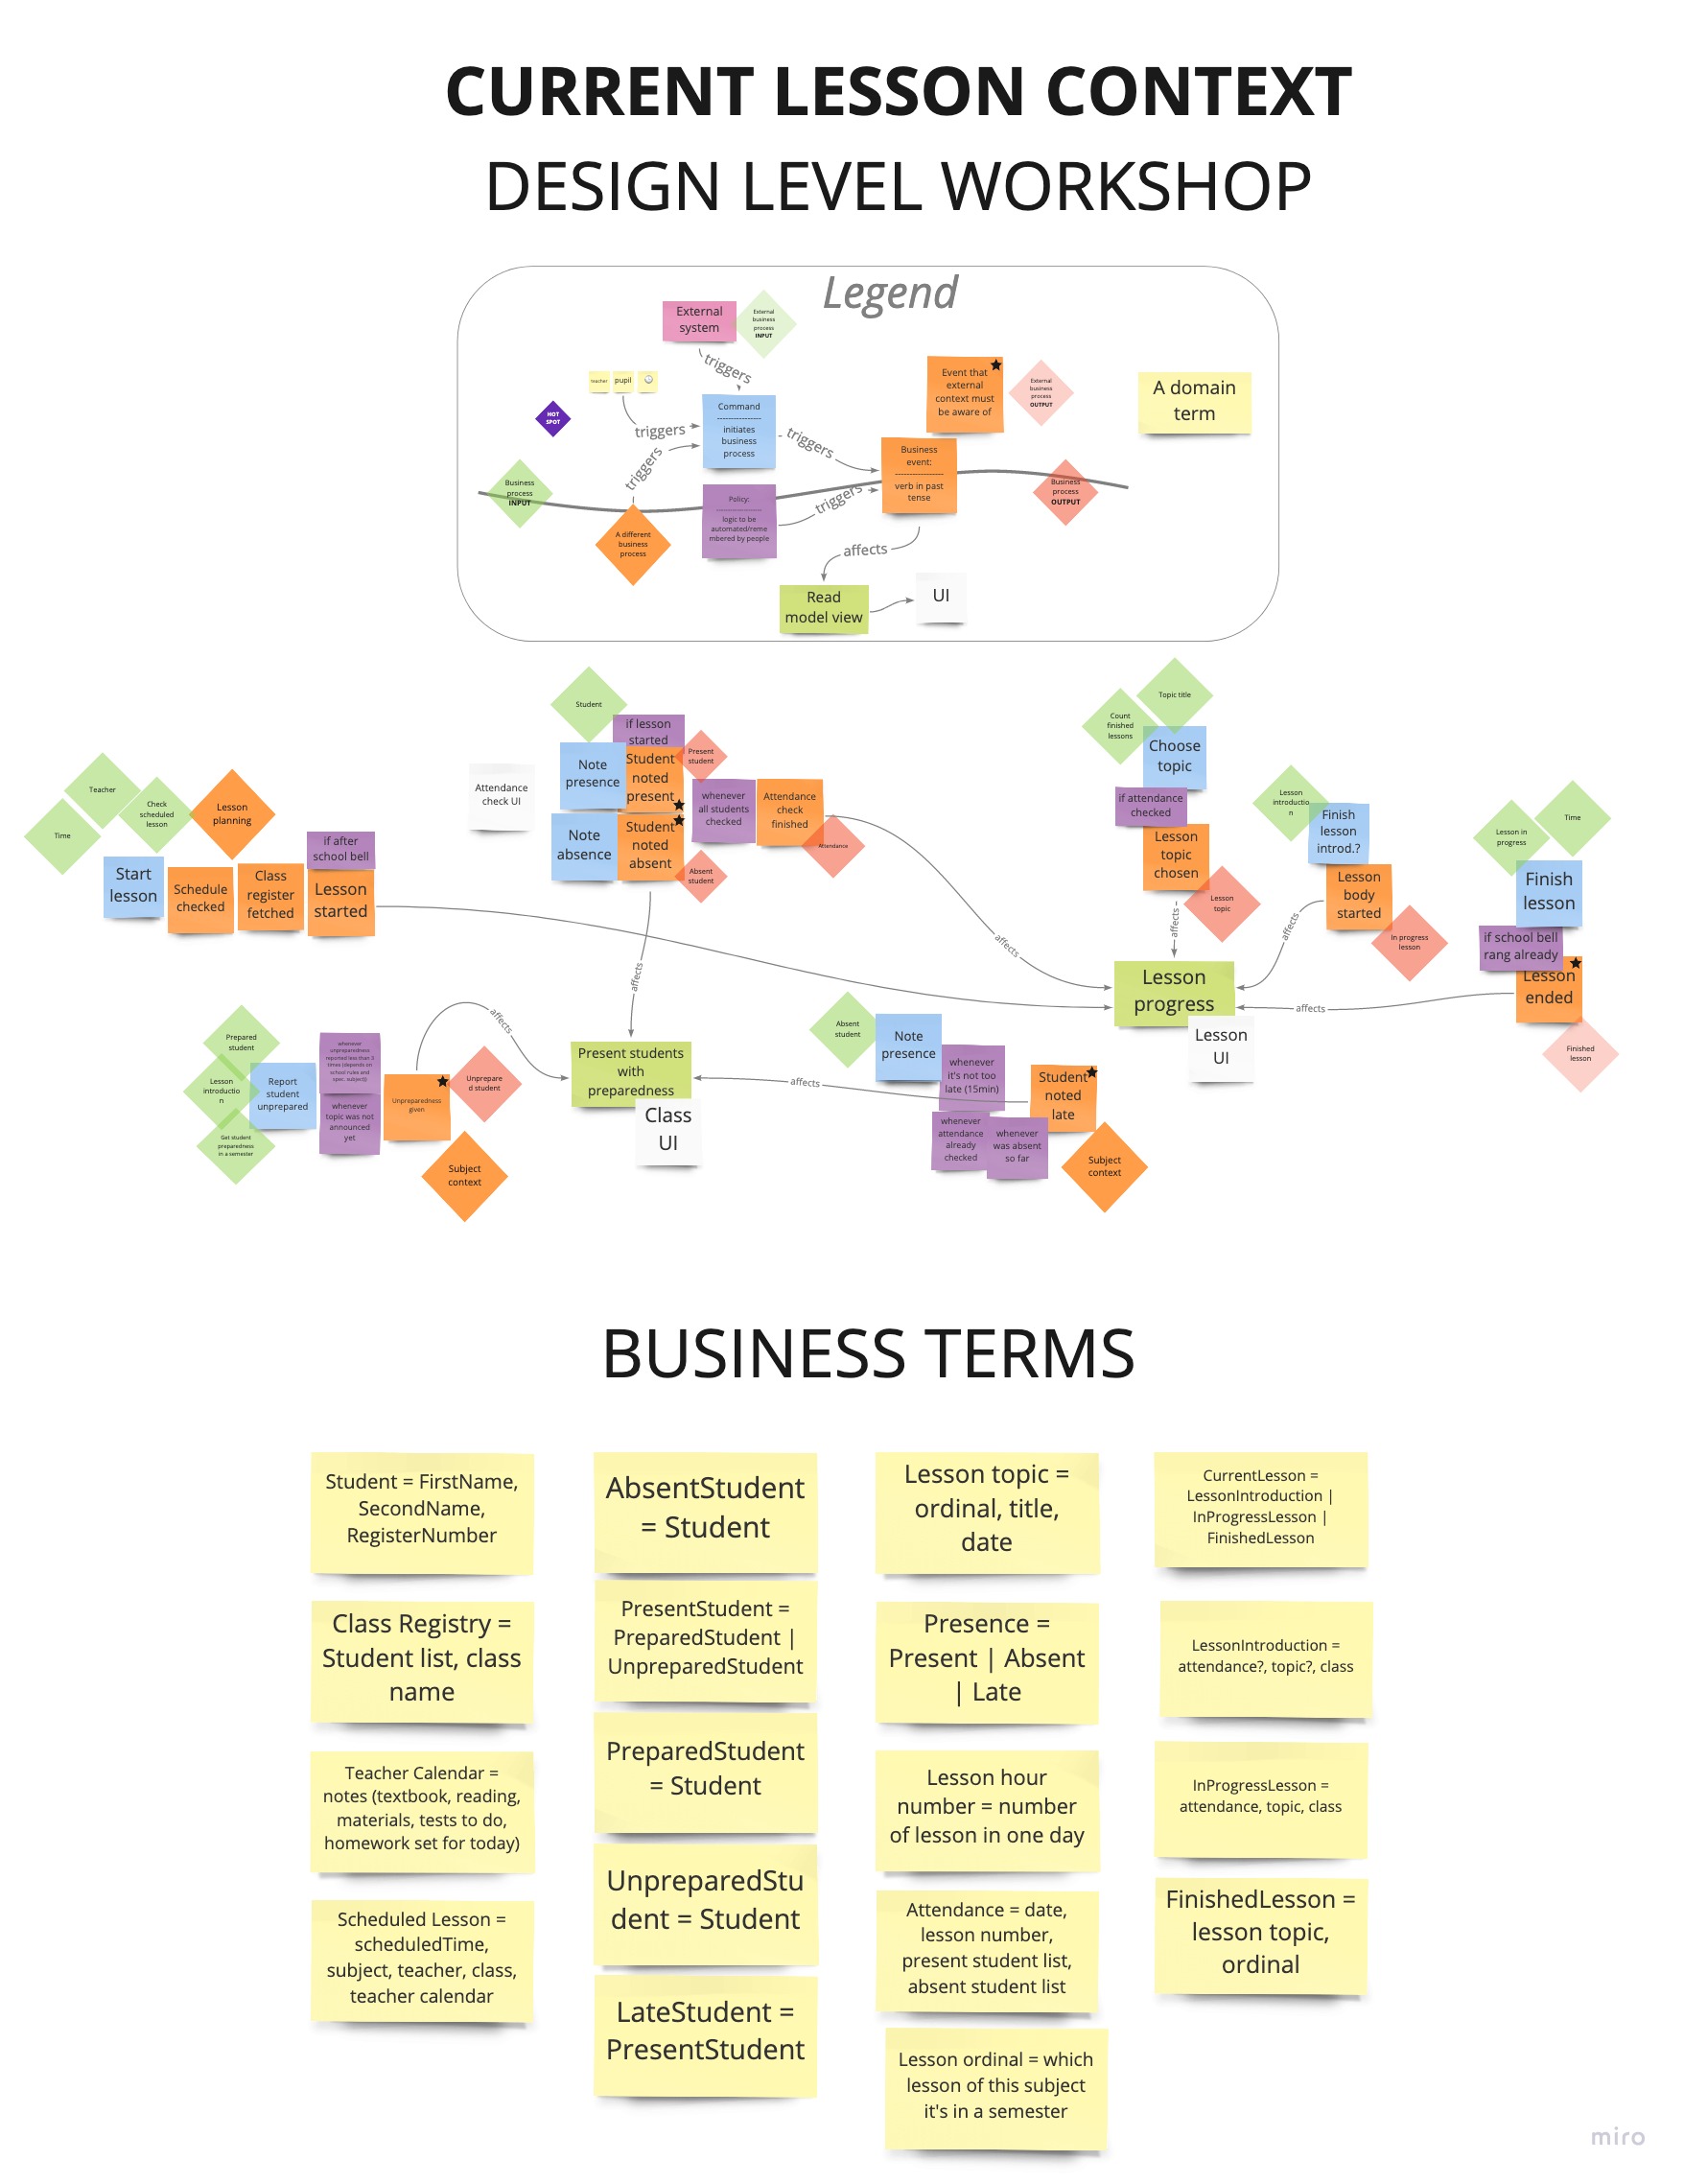 CURRENT LESSON CONTEXT
DESIGN LEVEL WORKSHOP
Legend
External
system
External
business
process
INPUT
triggers
teacher
pupil
HOT
SPOT
triggers
triggers
Command
----------------
initiates
business
process
triggers
Event that
external
context must
be aware of
External
business
process
OUTPUT
A domain
term
Business
process
INPUT
A different
business
process
Policy:
----------------
logic to be
automated/reme
mbered by people
triggers
Business
event:
----------------
verb in past
tense
Business
process
OUTPUT
affects
Read
model view
UI
Teacher
Time
Check
scheduled
lesson
Lesson
planning
if after
school bell
Start
lesson
Schedule
checked
Class
register
fetched
Lesson
started
Attendance
check UI
Student
if lesson
started
Note
presence
Student
noted
present
Present
student
Note
absence
Student
noted
absent
Absent
student
whenever
all students
checked
Attendance
check
finished
Attendance
affects
affects
Topic title
Count
finished
lessons
Choose
topic
if attendance
checked
Lesson
topic
chosen
Lesson
topic
affects
Lesson
introductio
n
Finish
lesson
introd.?
Lesson
body
started
In progress
lesson
affects
Time
Lesson in
progress
Finish
lesson
if school bell
rang already
Lesson
ended
Finished
lesson
affects
Lesson
progress
Lesson
UI
Prepared
student
Lesson
introductio
n
Get student
preparedness
in a semester
Report
student
unprepared
whenever
unpreparedness
reported less than 3
times (depends on
school rules and
spec. subject))
whenever
topic was not
announced
yet
Unpreparedness
given
Unprepare
d student
Subject
context
affects
Present students
with
preparedness
Class
UI
affects
Absent
student
Note
presence
whenever
it's not too
late (15min)
whenever
attendance
already
checked
whenever
was absent
so far
Student
noted
late
Subject
context
BUSINESS TERMS
Student = FirstName,
SecondName,
RegisterNumber
Class Registry =
Student list, class
name
Teacher Calendar =
notes (textbook, reading,
materials, tests to do,
homework set for today)
Scheduled Lesson =
scheduledTime,
subject, teacher, class,
teacher calendar
AbsentStudent
= Student
PresentStudent =
PreparedStudent |
UnpreparedStudent
PreparedStudent
= Student
UnpreparedStu
dent = Student
LateStudent =
PresentStudent
Lesson topic =
ordinal, title,
date
Presence =
Present | Absent
| Late
Lesson hour
number = number
of lesson in one day
Attendance = date,
lesson number,
present student list,
absent student list
Lesson ordinal = which
lesson of this subject
it's in a semester
CurrentLesson =
LessonIntroduction |
InProgressLesson |
FinishedLesson
LessonIntroduction =
attendance?, topic?, class
InProgressLesson =
attendance, topic, class
FinishedLesson =
lesson topic,
ordinal
miro